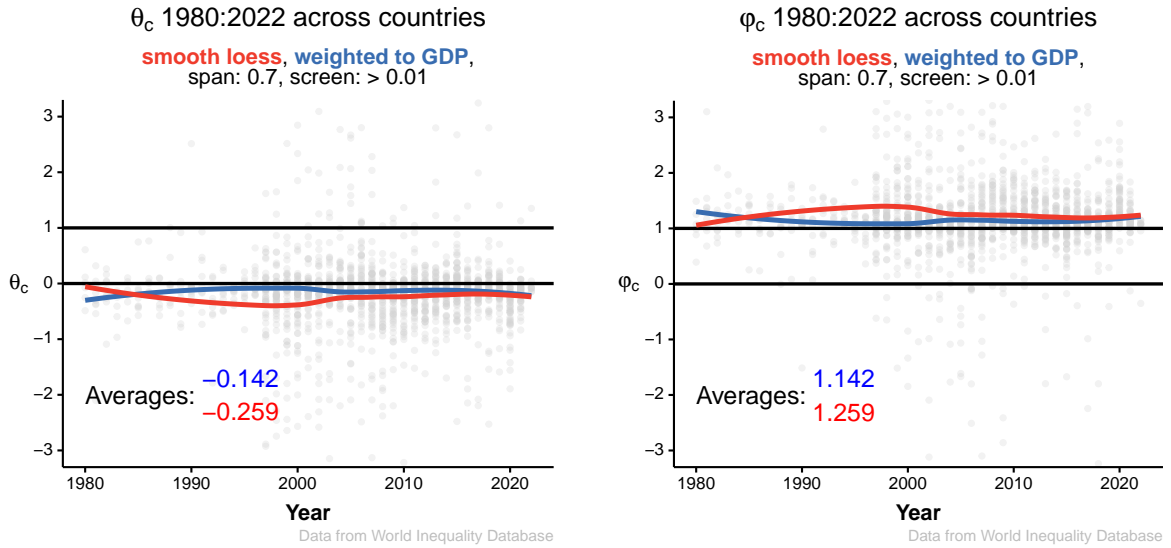 θc 1980:2022 across countries
smooth loess, weighted to GDP,
span: 0.7, screen: > 0.01
3
2
1
θc
0
−1
−2
−3
Averages:
−0.142
−0.259
1980
1990
2000
2010
2020
Year
Data from World Inequality Database
φc 1980:2022 across countries
smooth loess, weighted to GDP,
span: 0.7, screen: > 0.01
3
2
1
φc
0
−1
−2
−3
Averages:
1.142
1.259
1980
1990
2000
2010
2020
Year
Data from World Inequality Database